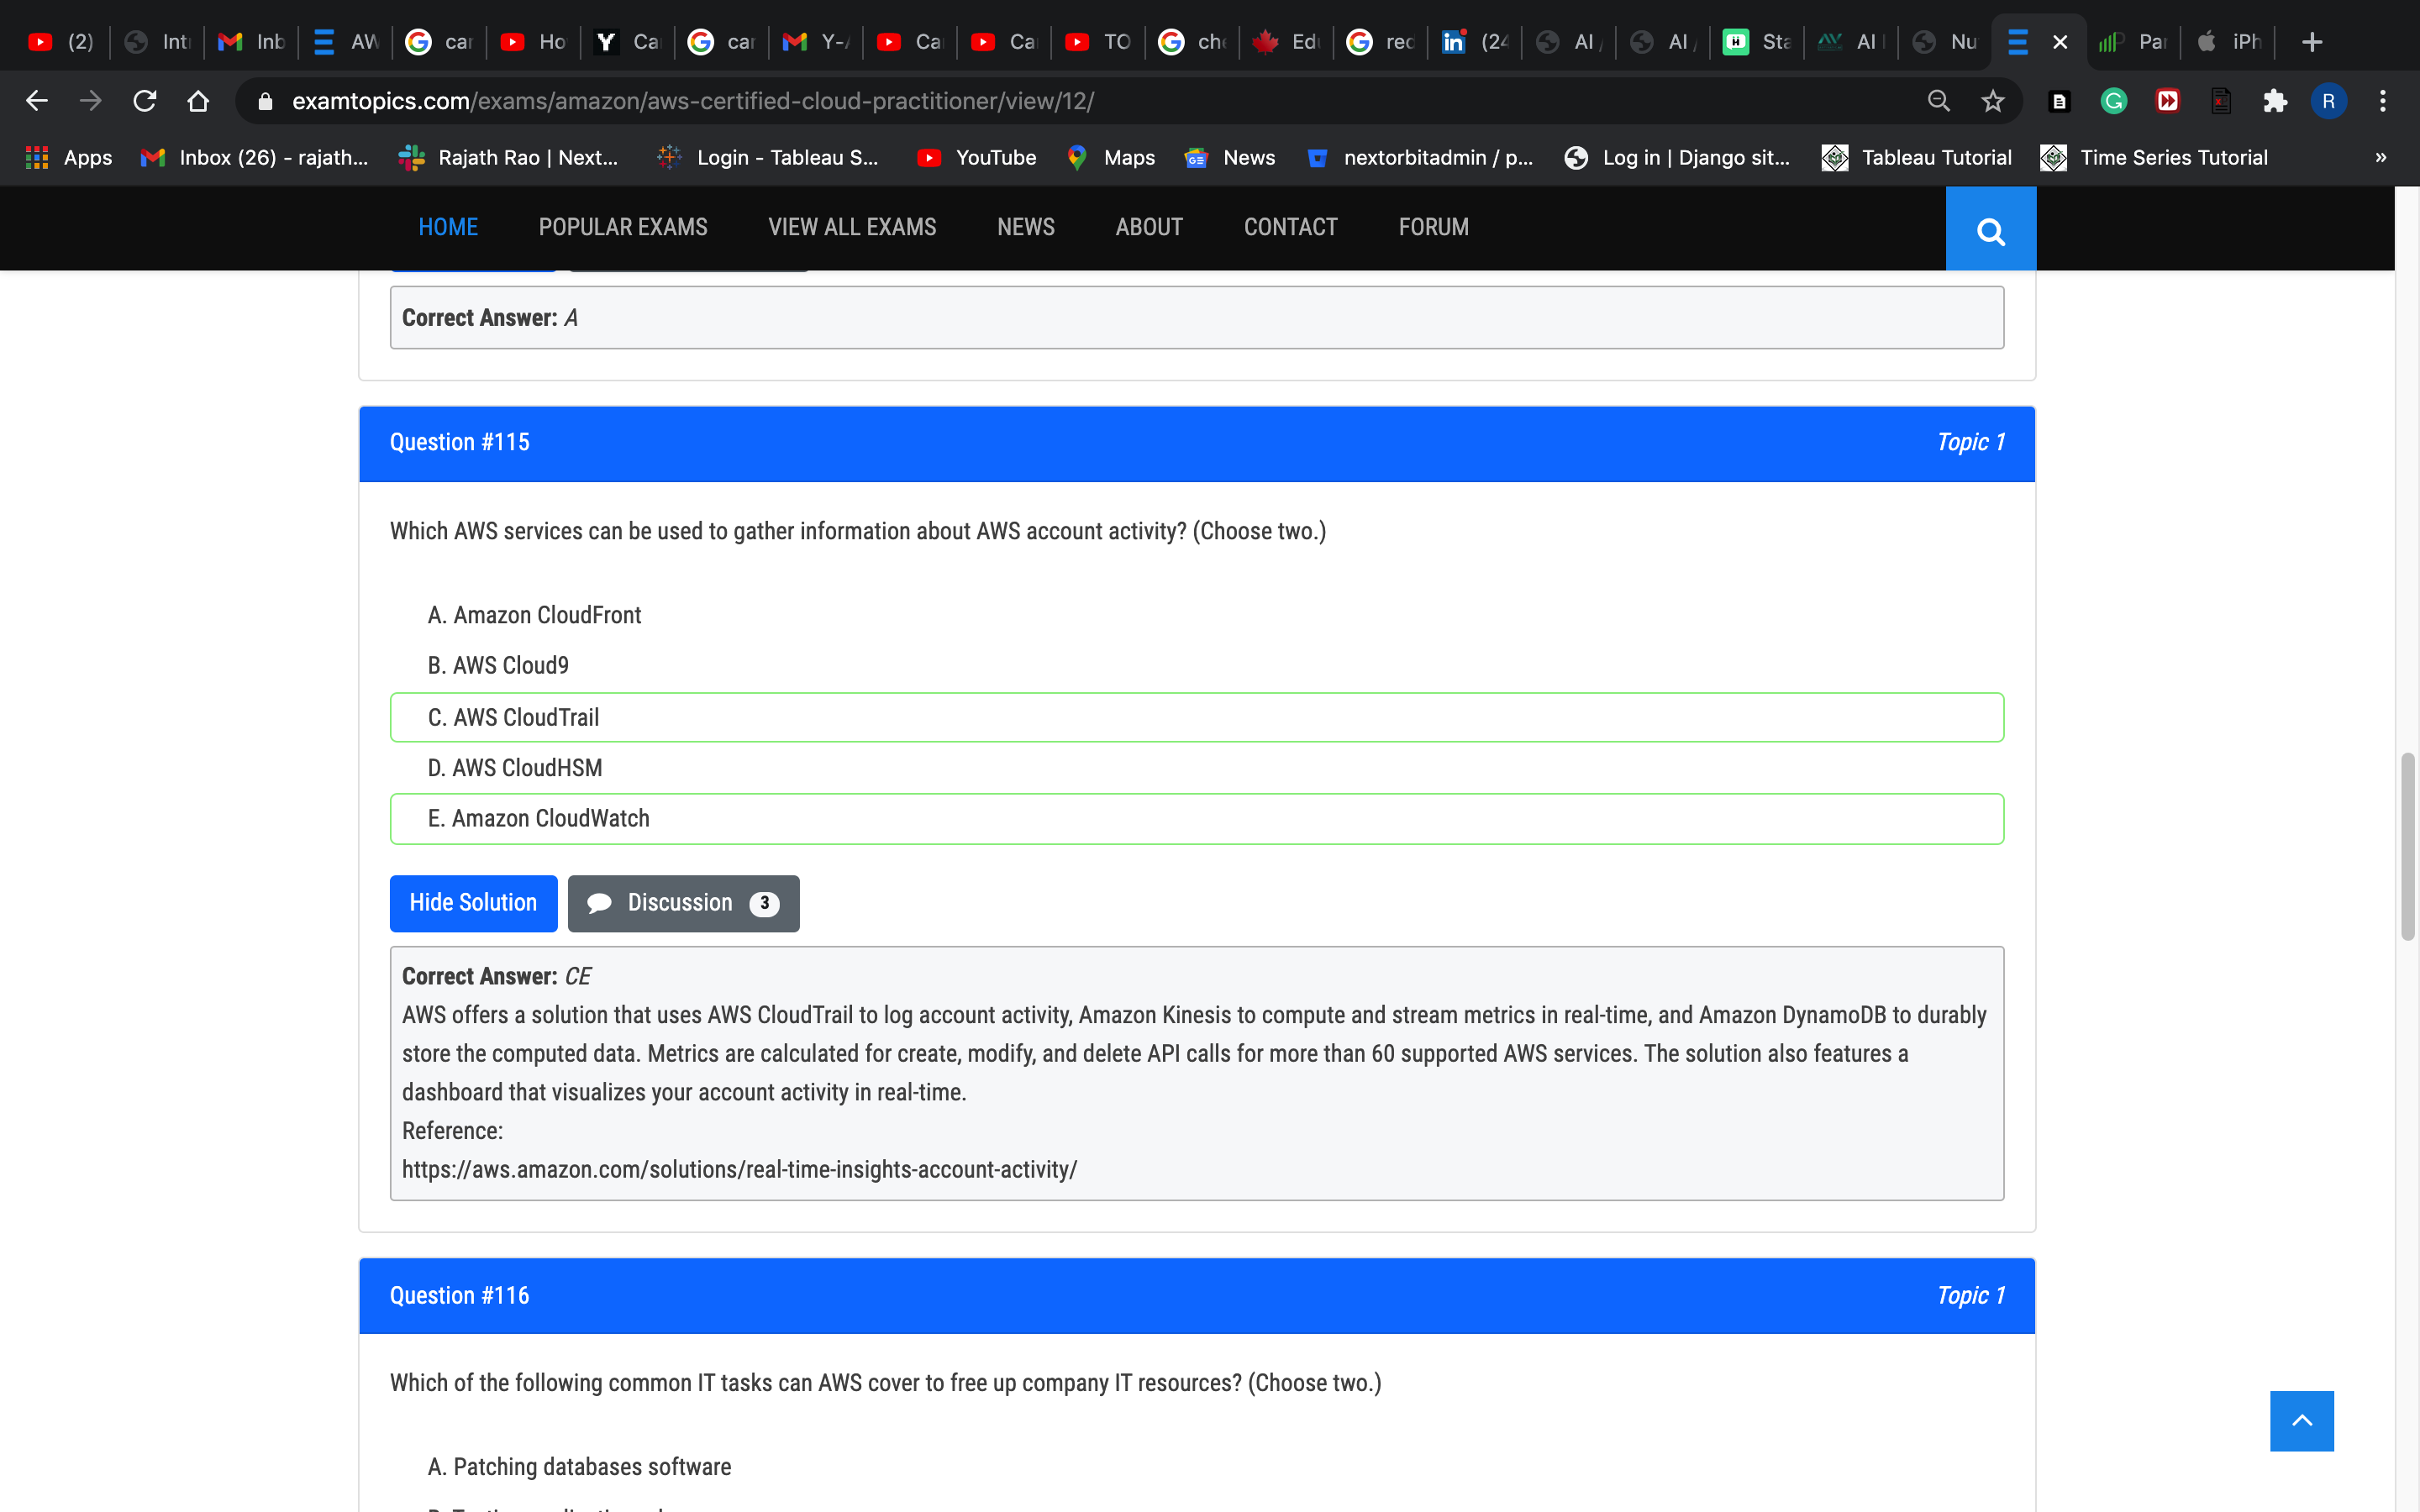 (2) Int Inb AW car Ho Ca car Y-/ Ca Ca TO che Edu rec (24 AI AI Sta AI Nu Par iPh
examtopics.com/exams/amazon/aws-certified-cloud-practitioner/view/12/
R
Apps Inbox (26) - rajath... Rajath Rao | Next... Login - Tableau S... YouTube Maps News nextorbitadmin / p... Log in | Django sit... Tableau Tutorial Time Series Tutorial »
HOME POPULAR EXAMS VIEW ALL EXAMS NEWS ABOUT CONTACT FORUM
Correct Answer: A
Question #115 Topic 1
Which AWS services can be used to gather information about AWS account activity? (Choose two.)
A. Amazon CloudFront
B. AWS Cloud9
C. AWS CloudTrail
D. AWS CloudHSM
E. Amazon CloudWatch
Hide Solution Discussion 3
Correct Answer: CE
AWS offers a solution that uses AWS CloudTrail to log account activity, Amazon Kinesis to compute and stream metrics in real-time, and Amazon DynamoDB to durably
store the computed data. Metrics are calculated for create, modify, and delete API calls for more than 60 supported AWS services. The solution also features a
dashboard that visualizes your account activity in real-time.
Reference:
https://aws.amazon.com/solutions/real-time-insights-account-activity/
Question #116 Topic 1
Which of the following common IT tasks can AWS cover to free up company IT resources? (Choose two.)
A. Patching databases software